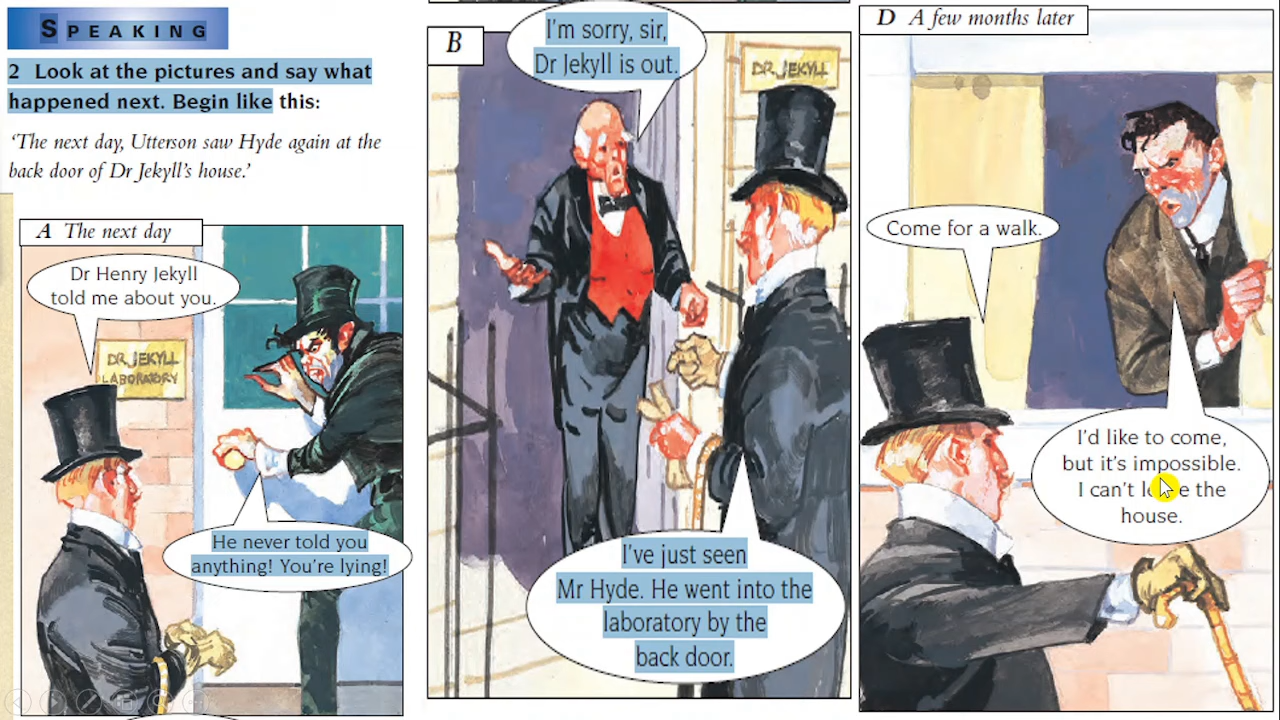 SPEAKING
2 Look at the pictures and say what
happened next. Begin like this:
‘The next day, Utterson saw Hyde again at the
back door of Dr Jekyll’s house.’
A The next day
Dr Henry Jekyll
told me about you.
DR JEKYLL
LABORATORY
He never told you
anything! You're lying!
B
I'm sorry, sir,
Dr Jekyll is out.
DR JEKYLL
I've just seen
Mr Hyde. He went into the
laboratory by the
back door.
D A few months later
Come for a walk.
I'd like to come,
but it's impossible.
I can't the
house.